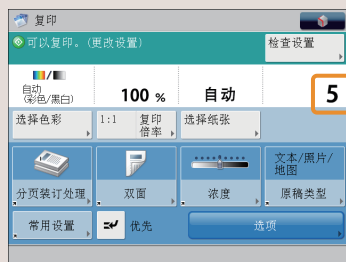 复印
可以复印。(更改设置)
检查设置
自动
(彩色/黑白)
100 %
自动
5
选择色彩
1:1
复印
倍率
选择纸张
分页装订处理
双面
浓度
文本/照片/
地图
原稿类型
常用设置
优先
选项